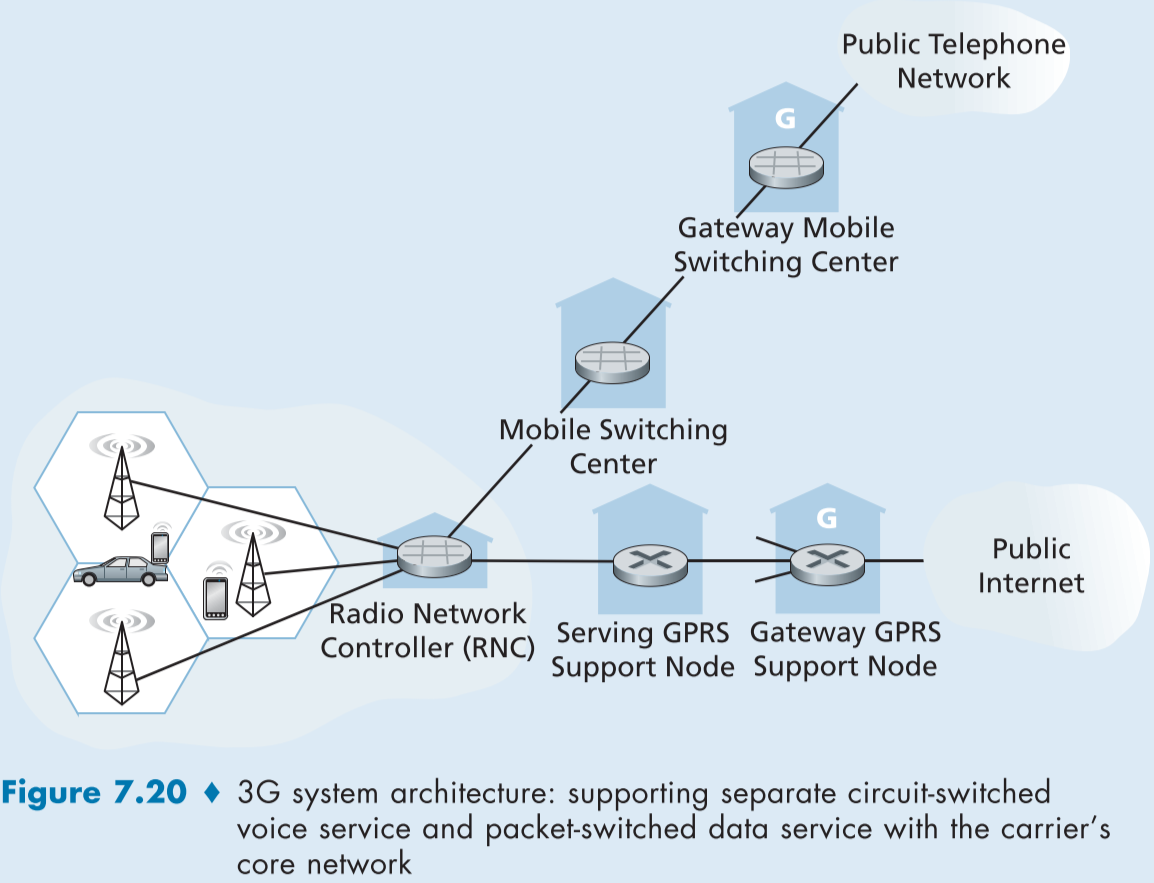 Public Telephone
Network
G
Gateway Mobile
Switching Center
Mobile Switching
Center
G
Public
Internet
Radio Network
Controller (RNC)
Serving GPRS
Support Node
Gateway GPRS
Support Node
Figure 7.20 ♦ 3G system architecture: supporting separate circuit-switched
voice service and packet-switched data service with the carrier’s
core network